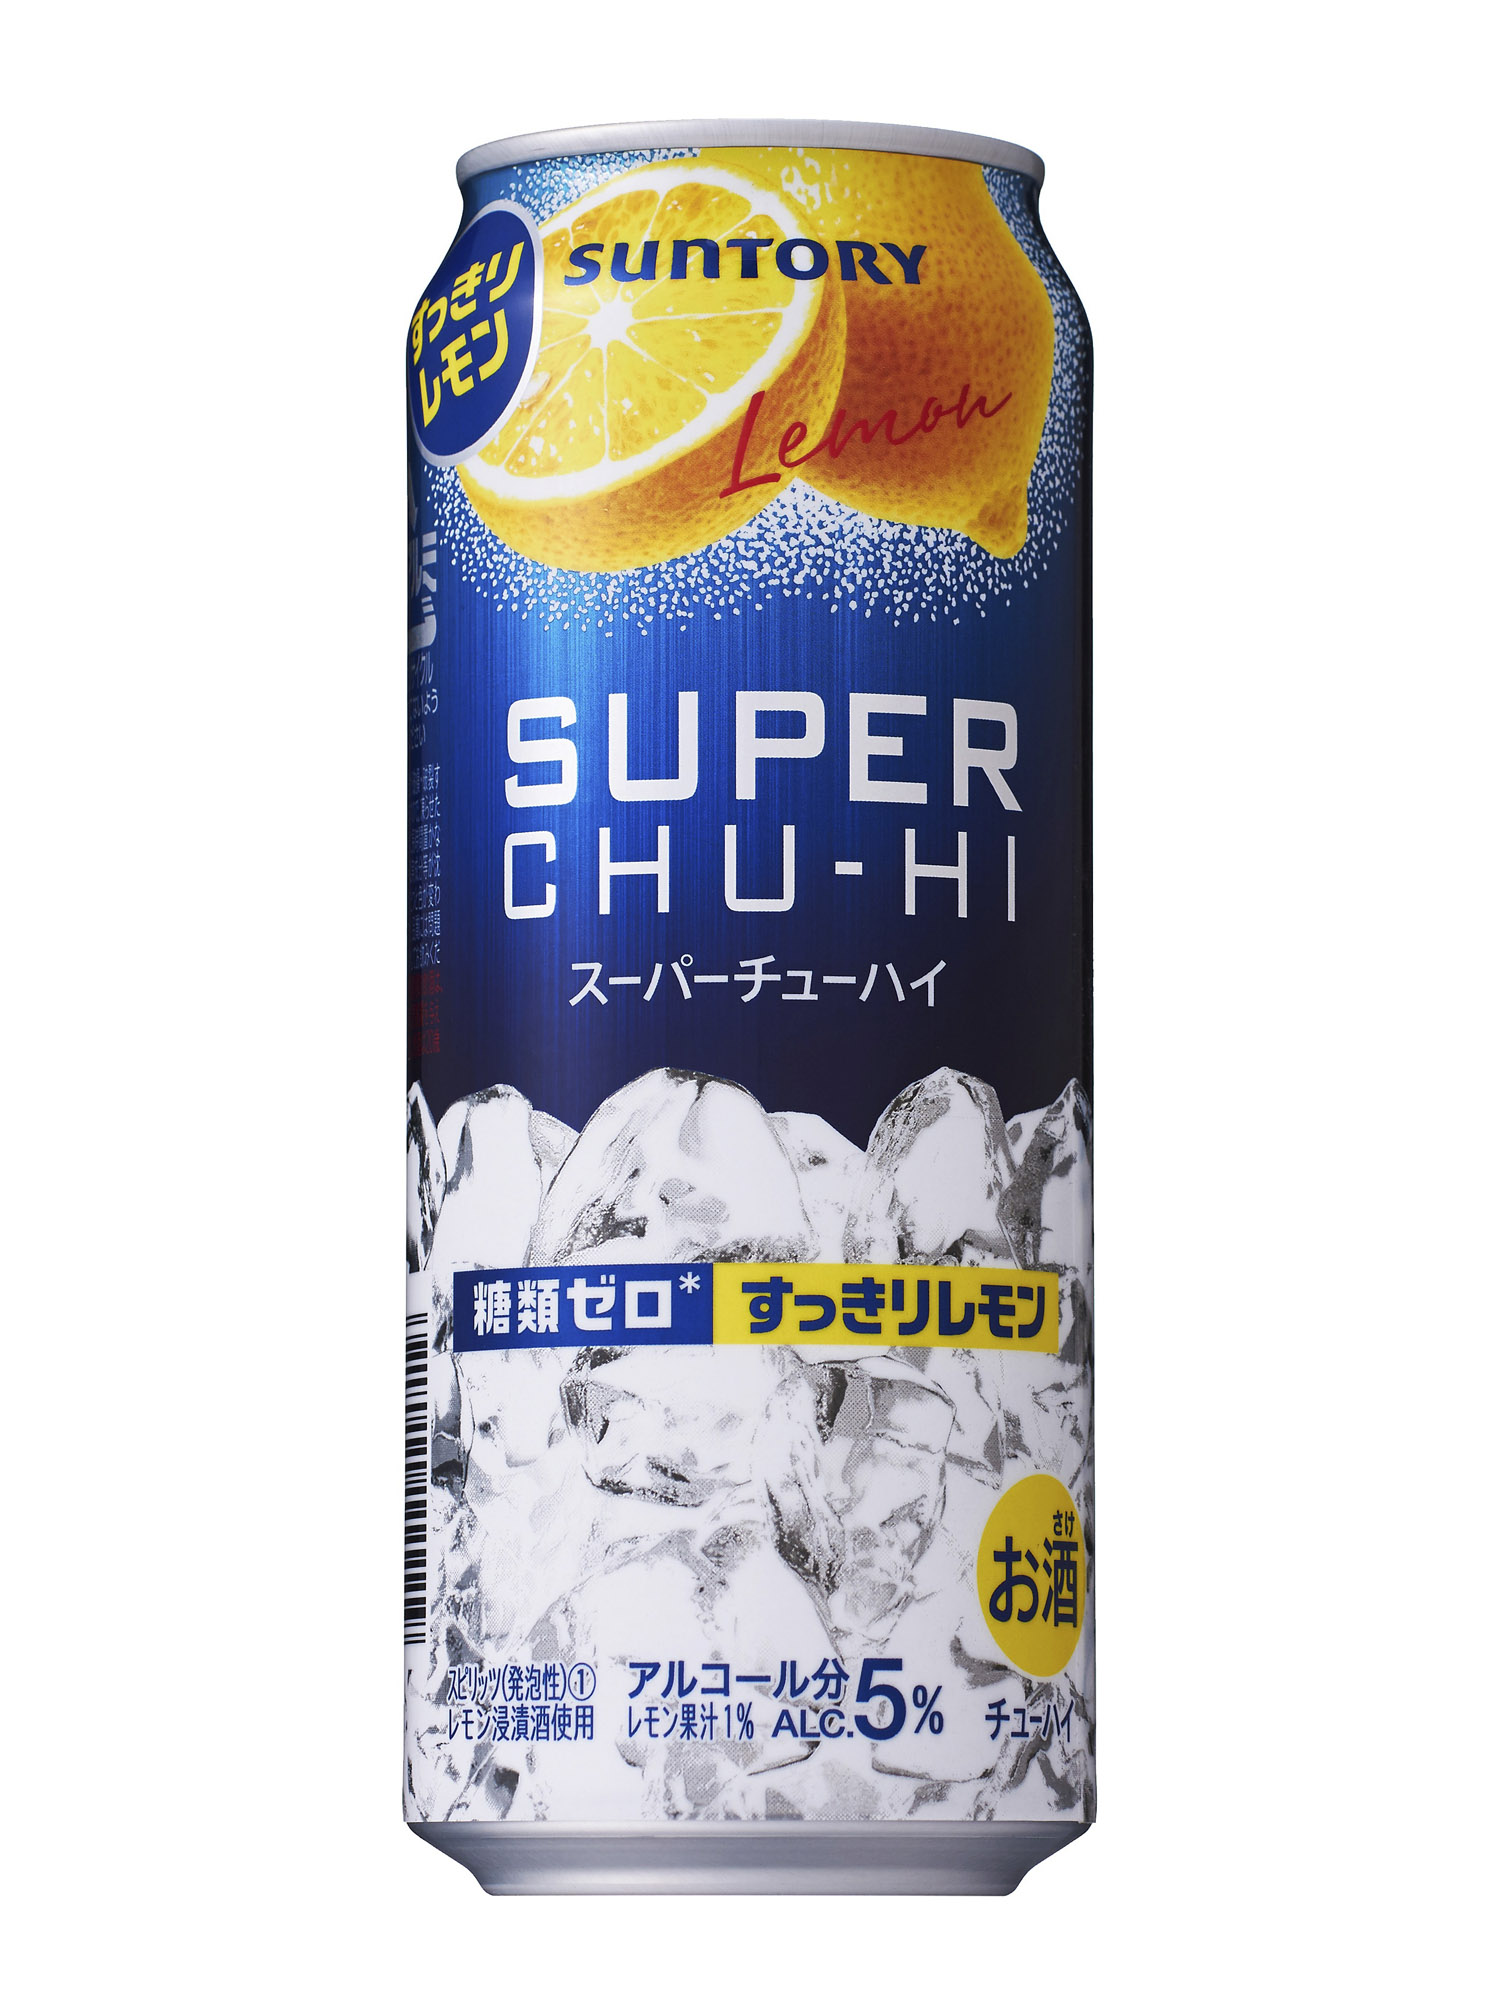 SUNTORY
すっきり
レモン
Lemon
SUPER
CHU-HI
スーパーチューハイ
糖類ゼロ* すっきりレモン
さけ
お酒
スピリッツ(発泡性)①
レモン浸漬酒使用
アルコール分
レモン果汁1% ALC.5%
チューハイ